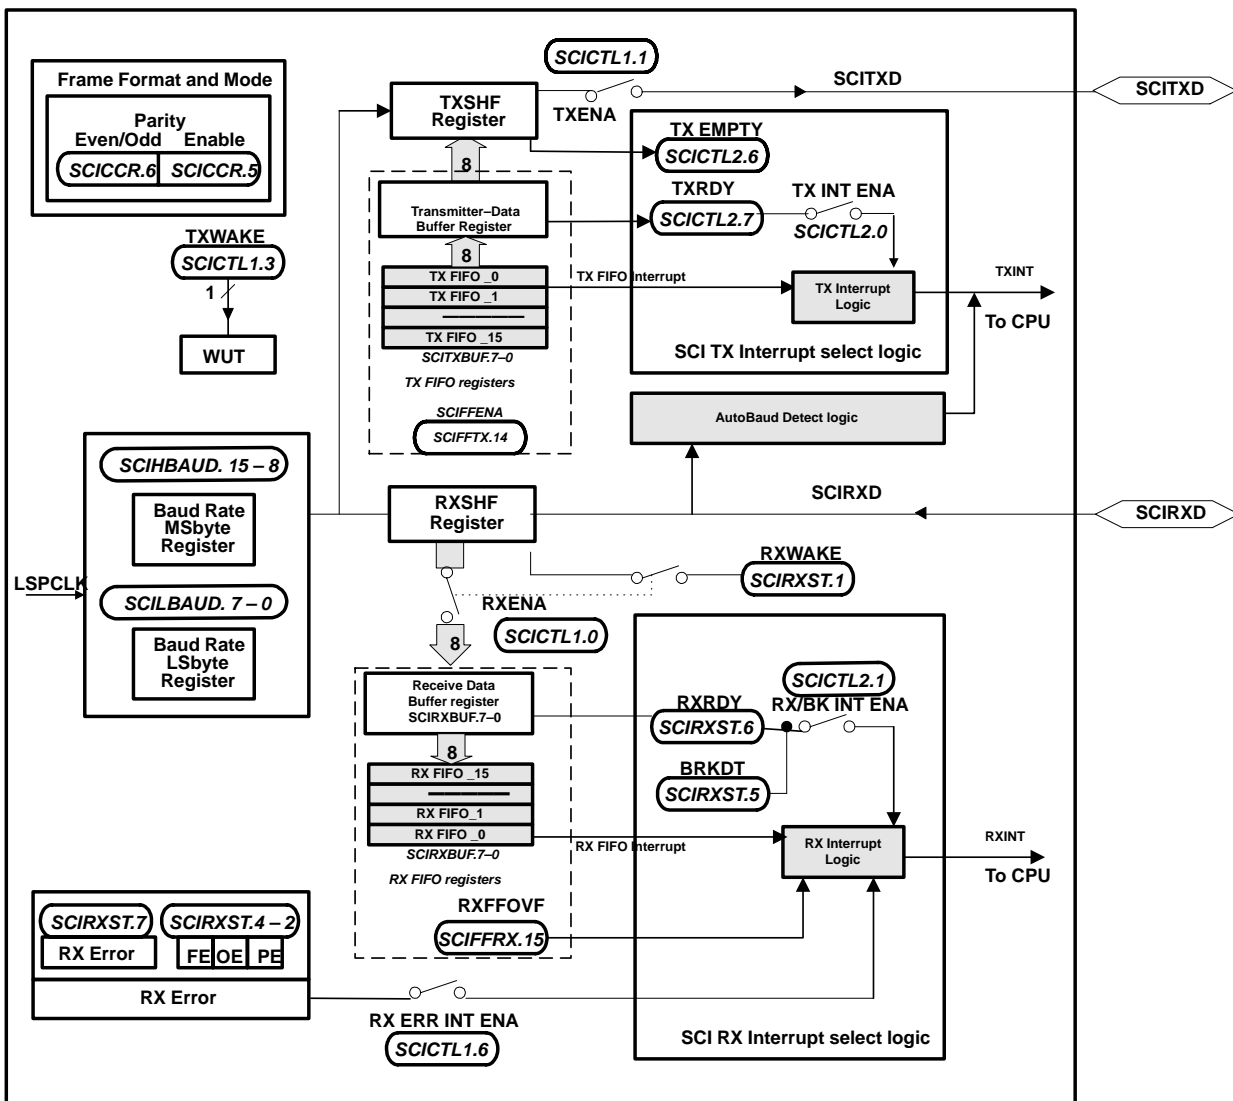 Frame Format and Mode
Parity
Even/Odd Enable
SCICCR.6 SCICCR.5
TXWAKE
SCICTL1.3
1
WUT
SCICTL1.1
TXSHF
Register
TXENA
SCITXD
SCITXD
8
Transmitter–Data
Buffer Register
8
TX FIFO _0
TX FIFO _1
TX FIFO _15
SCITXBUF.7–0
TX FIFO registers
SCIFFENA
SCIFFTX.14
TX EMPTY
SCICTL2.6
TXRDY
SCICTL2.7
TX INT ENA
SCICTL2.0
TX FIFO Interrupt
TX Interrupt
Logic
TXINT
To CPU
SCI TX Interrupt select logic
AutoBaud Detect logic
SCIHBAUD. 15 – 8
Baud Rate
MSbyte
Register
LSPCLK
SCILBAUD. 7 – 0
Baud Rate
LSbyte
Register
RXSHF
Register
SCIRXD
SCIRXD
RXWAKE
SCIRXST.1
RXENA
SCICTL1.0
8
Receive Data
Buffer register
SCIRXBUF.7–0
8
RX FIFO _15
RX FIFO_1
RX FIFO _0
SCIRXBUF.7–0
RX FIFO registers
RXFFOVF
SCIFFRX.15
SCICTL2.1
RXRDY
RX/BK INT ENA
SCIRXST.6
BRKDT
SCIRXST.5
RX FIFO Interrupt
RX Interrupt
Logic
RXINT
To CPU
SCI RX Interrupt select logic
SCIRXST.7 SCIRXST.4 – 2
RX Error
FE OE PE
RX Error
RX ERR INT ENA
SCICTL1.6